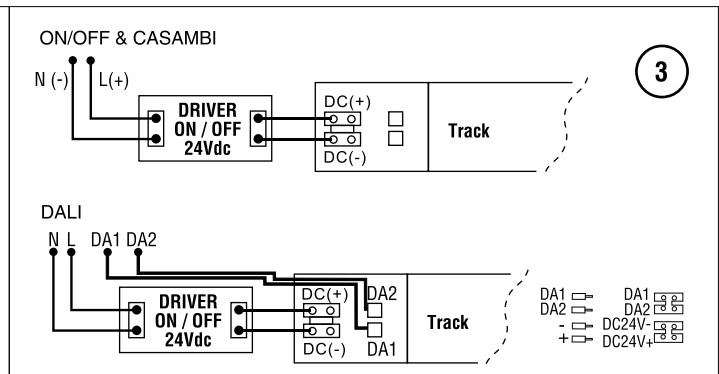 ON/OFF & CASAMBI
3
N (-) L(+)
DRIVER
ON / OFF
24Vdc
DC(+)
DC(-)
Track
DALI
N L DA1 DA2
DRIVER
ON / OFF
24Vdc
DC(+) DA2
DC(-) DA1
Track
DA1 DA1
DA2 DA2
- DC24V-
+ DC24V+